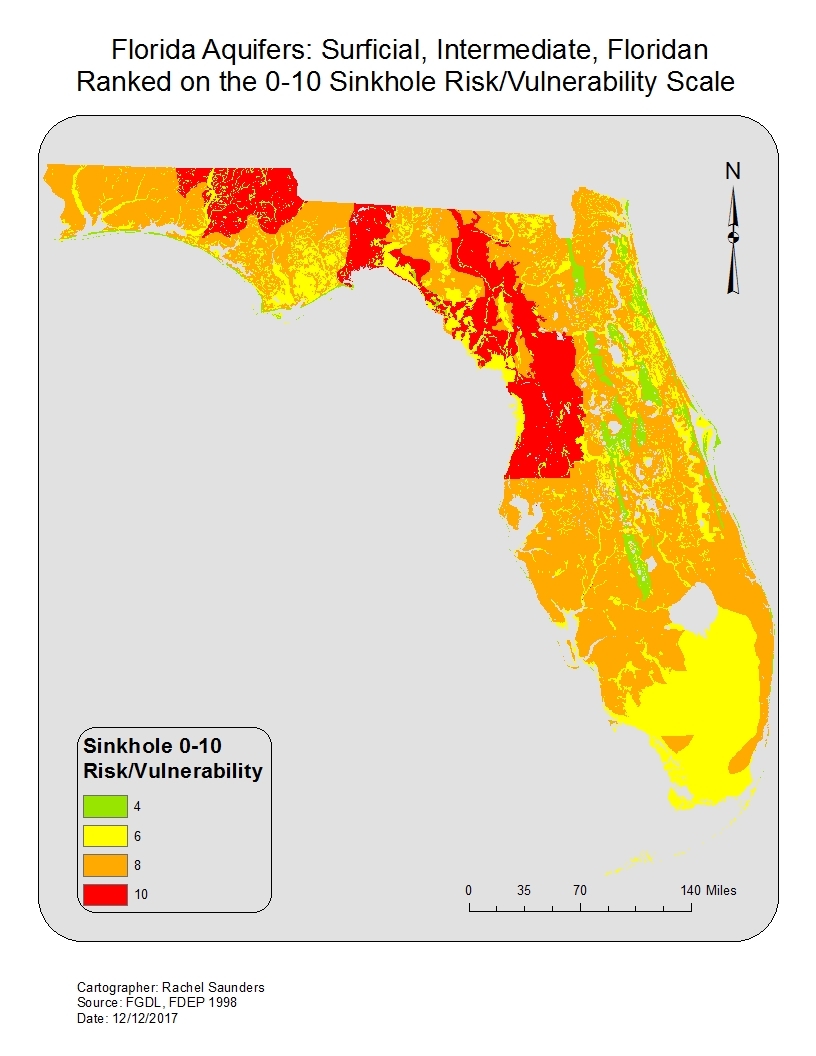 Florida Aquifers: Surficial, Intermediate, Floridan
Ranked on the 0-10 Sinkhole Risk/Vulnerability Scale
N
Sinkhole 0-10
Risk/Vulnerability
4
6
8
10
0 35 70 140 Miles
Cartographer: Rachel Saunders
Source: FGDL, FDEP 1998
Date: 12/12/2017